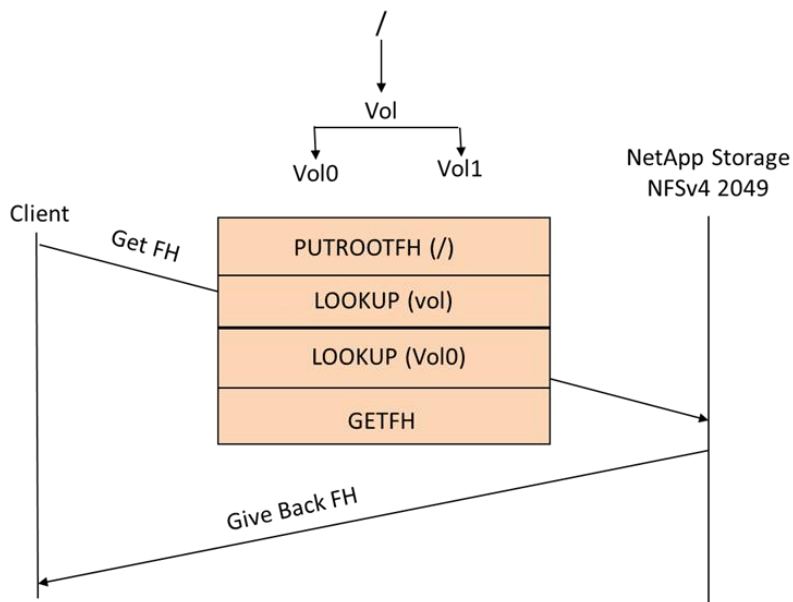 /
Vol
Vol0
Vol1
NetApp Storage
NFSv4 2049
Client
Get FH
PUTROOTFH (/)
LOOKUP (vol)
LOOKUP (Vol0)
GETFH
Give Back FH